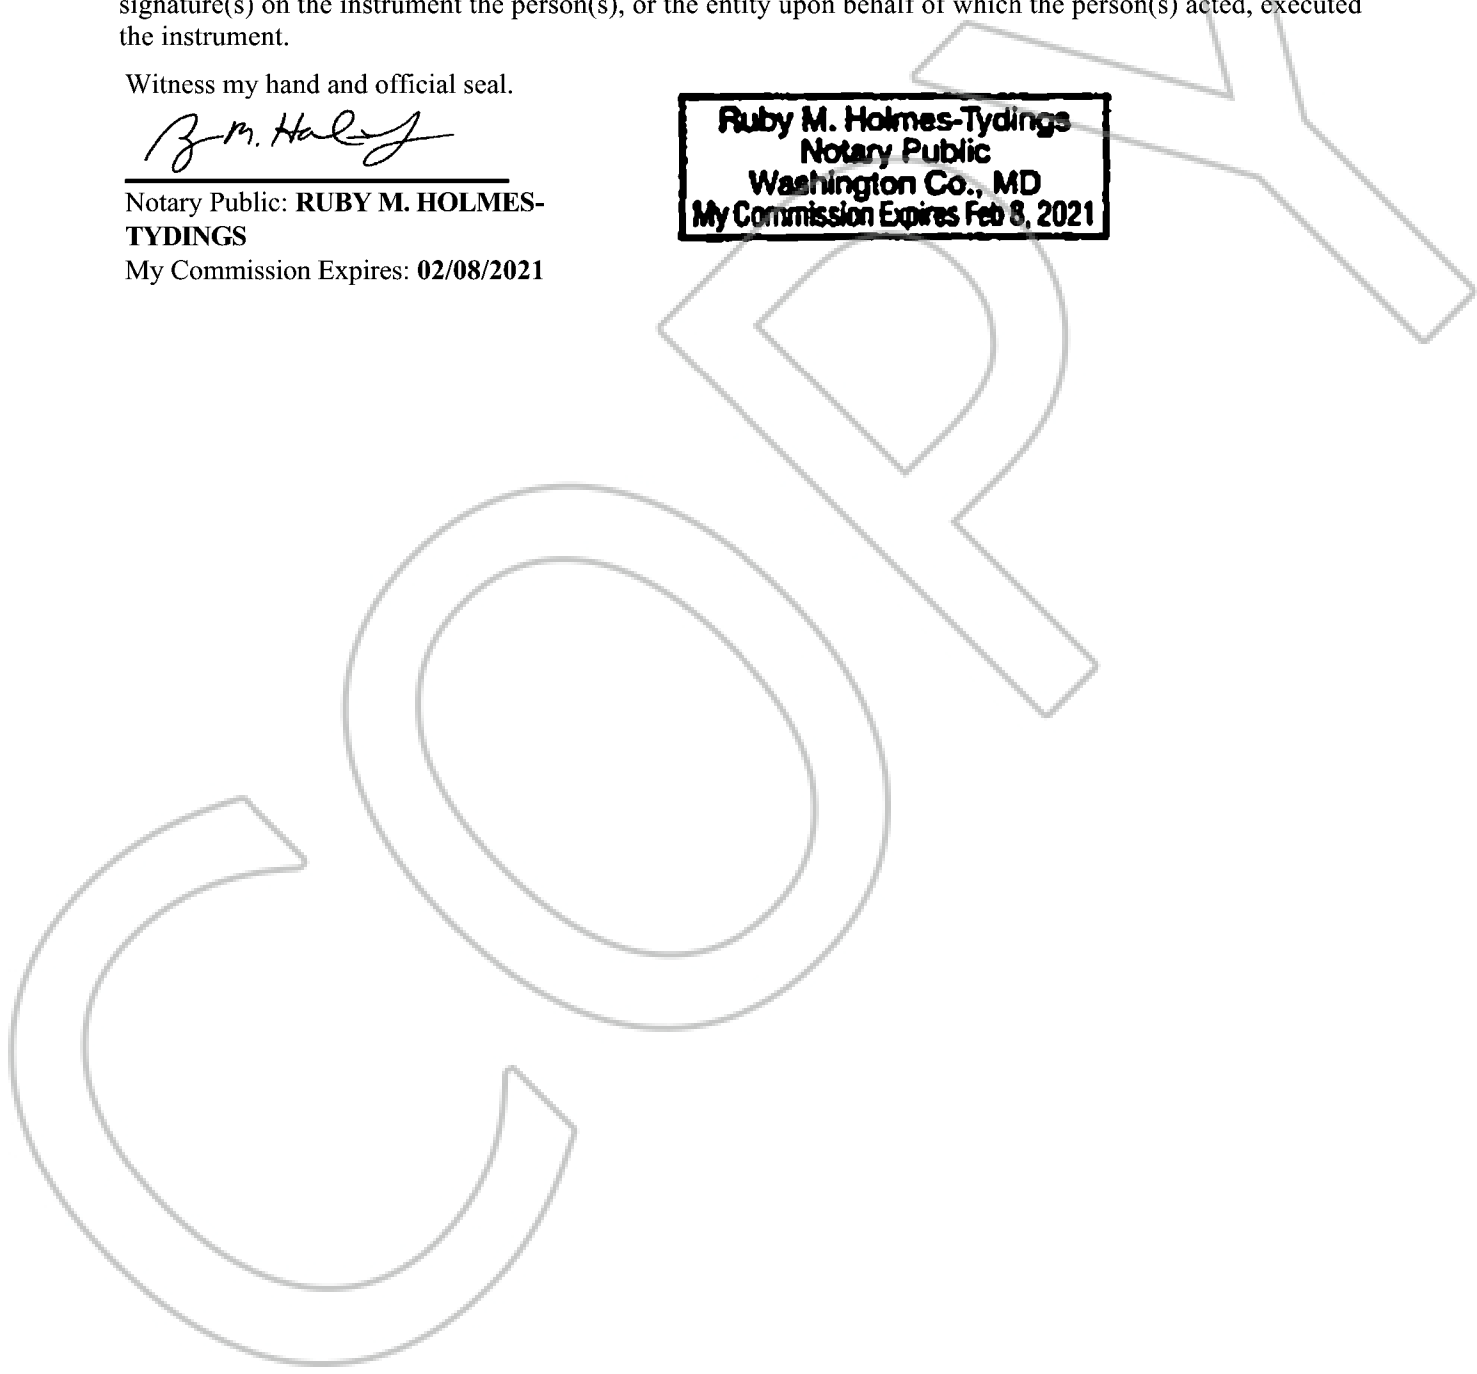 signature(s) on the instrument the person(s), or the entity upon behalf of which the person(s) acted, executed
the instrument.
Witness my hand and official seal.
Notary Public: RUBY M. HOLMES-
TYDINGS
My Commission Expires: 02/08/2021
Ruby M. Holmes-Tydings
Notary Public
Washington Co., MD
My Commission Expires Feb 8, 2021
COPY